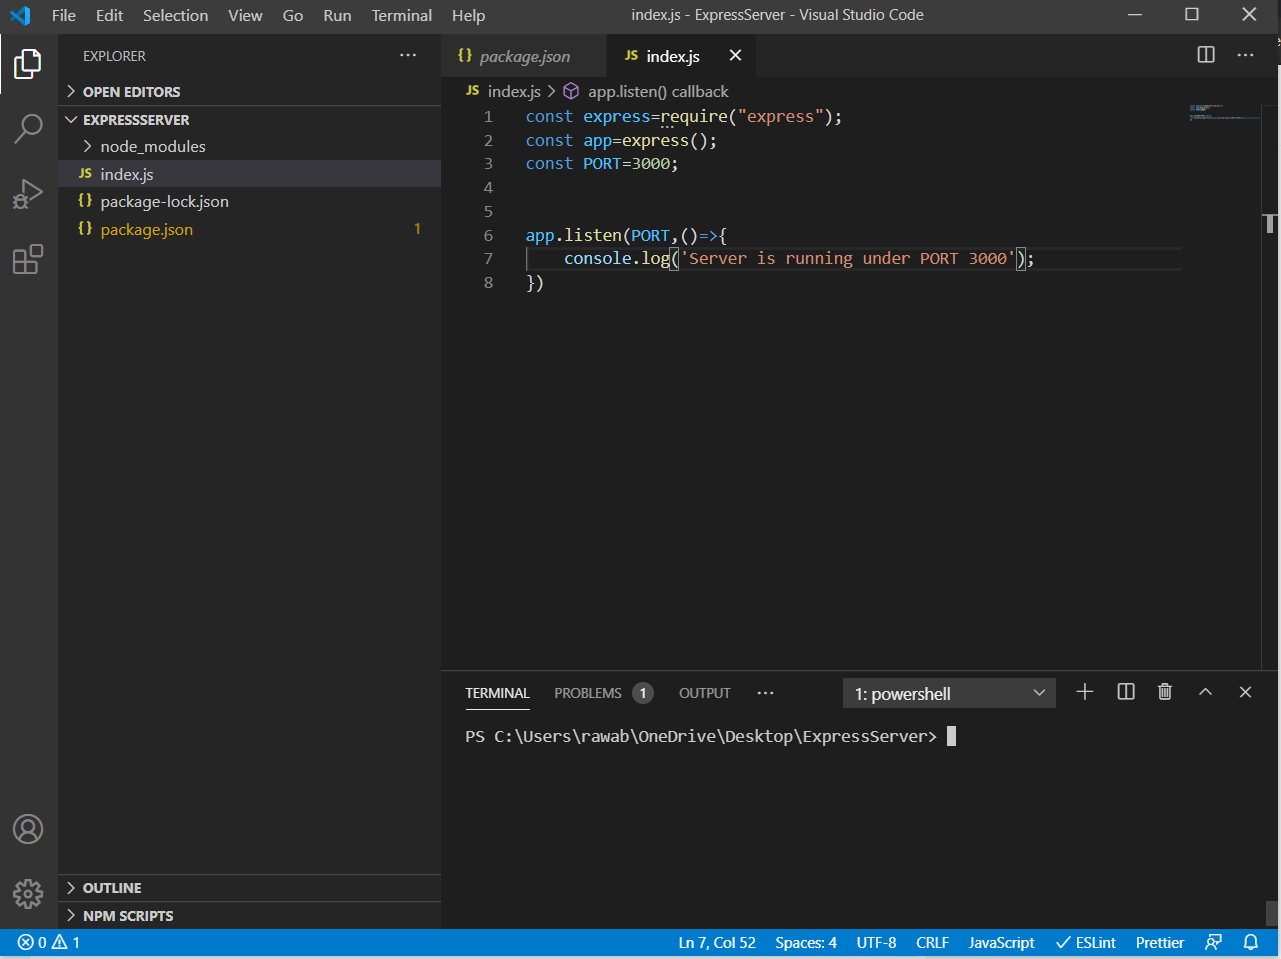 File Edit Selection View Go Run Terminal Help index.js - ExpressServer - Visual Studio Code
EXPLORER
OPEN EDITORS
EXPRESSSERVER
node_modules
JS index.js
{} package-lock.json
{} package.json 1
OUTLINE
NPM SCRIPTS
{} package.json JS index.js
JS index.js > app.listen() callback
1 const express=require("express");
2 const app=express();
3 const PORT=3000;
4
5
6 app.listen(PORT,()=>{
7 console.log('Server is running under PORT 3000');
8 })
TERMINAL PROBLEMS 1 OUTPUT ··· 1: powershell
PS C:\Users\rawab\OneDrive\Desktop\ExpressServer>
0 1 Ln 7, Col 52 Spaces: 4 UTF-8 CRLF JavaScript ESLint Prettier